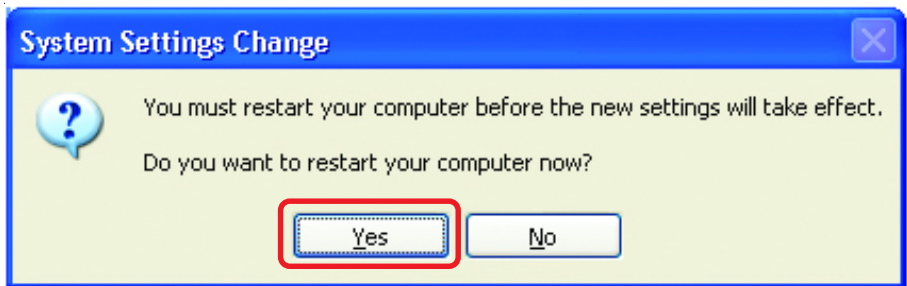 System Settings Change
You must restart your computer before the new settings will take effect.
Do you want to restart your computer now?
Yes No